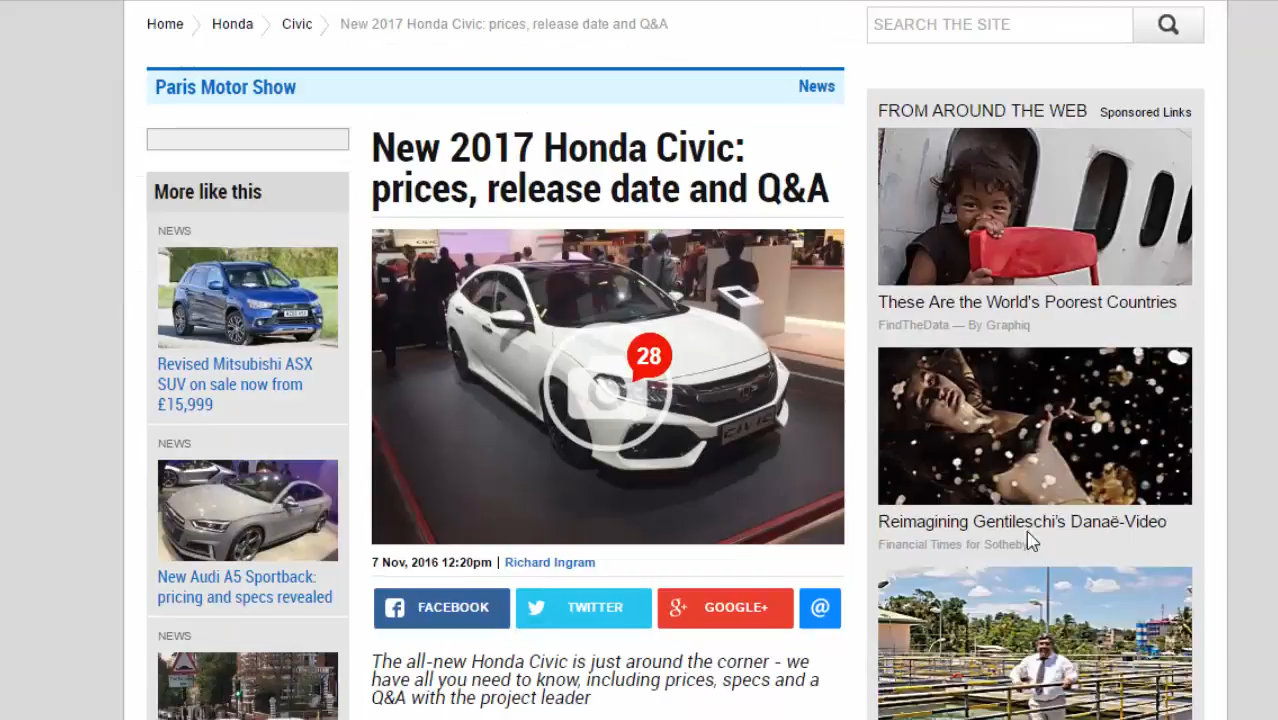 Home
Honda
Civic
New 2017 Honda Civic: prices, release date and Q&A
SEARCH THE SITE
Paris Motor Show
News
More like this
NEWS
Revised Mitsubishi ASX
SUV on sale now from
£15,999
NEWS
New Audi A5 Sportback:
pricing and specs revealed
NEWS
New 2017 Honda Civic:
prices, release date and Q&A
28
CIVIC
7 Nov, 2016 12:20pm | Richard Ingram
FACEBOOK
TWITTER
GOOGLE+
@
The all-new Honda Civic is just around the corner - we
have all you need to know, including prices, specs and a
Q&A with the project leader
FROM AROUND THE WEB
Sponsored Links
These Are the World's Poorest Countries
FindTheData — By Graphiq
Reimagining Gentileschi's Danaë-Video
Financial Times for